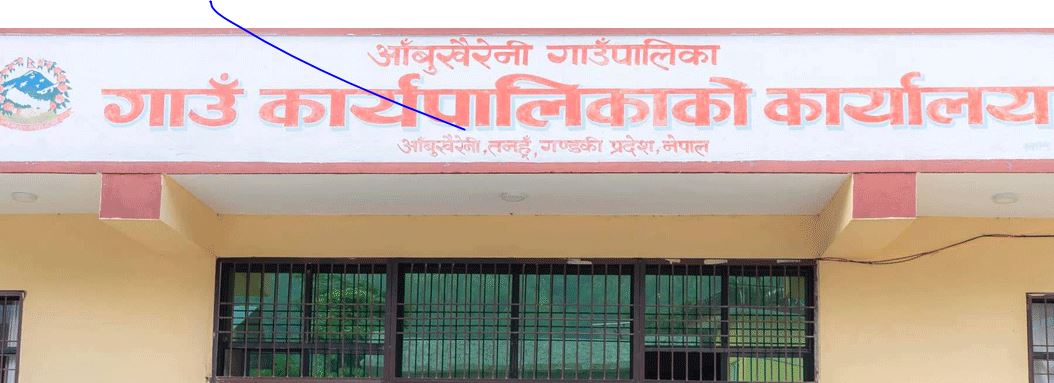 आँबुखैरेनी गाउँपालिका
गाउँ कार्यपालिकाको कार्यालय
आँबुखैरेनी, तनहूँ, गण्डकी प्रदेश, नेपाल